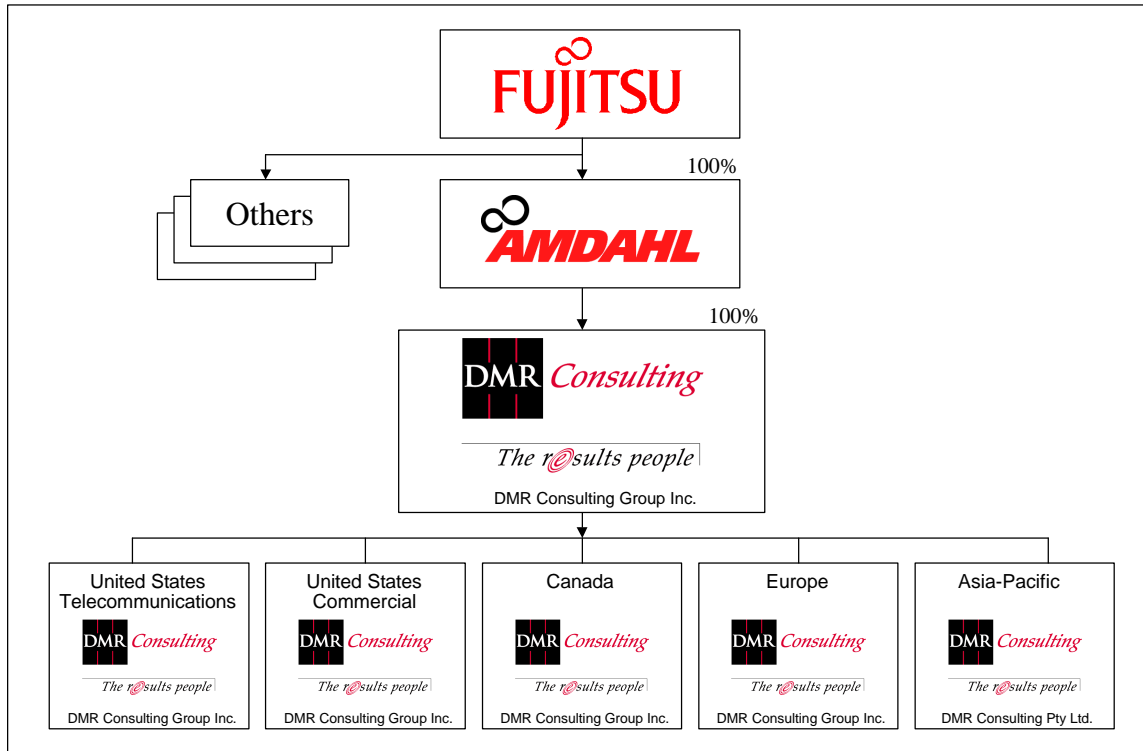 FUJITSU
100%
Others
AMDAHL
100%
DMR Consulting
The results people
DMR Consulting Group Inc.
United States
Telecommunications
DMR Consulting
The results people
DMR Consulting Group Inc.
United States
Commercial
DMR Consulting
The results people
DMR Consulting Group Inc.
Canada
DMR Consulting
The results people
DMR Consulting Group Inc.
Europe
DMR Consulting
The results people
DMR Consulting Group Inc.
Asia-Pacific
DMR Consulting
The results people
DMR Consulting Pty Ltd.